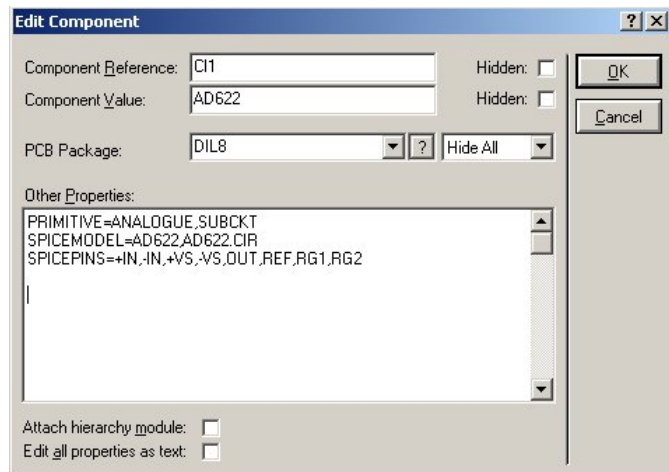 Edit Component
? ×
Component Reference: CI1 Hidden: OK
Component Value: AD622 Hidden: Cancel
PCB Package: DIL8 ? Hide All
Other Properties:
PRIMITIVE=ANALOGUE,SUBCKT
SPICEMODEL=AD622,AD622.CIR
SPICEPINS=+IN,-IN,+VS,-VS,OUT,REF,RG1,RG2
Attach hierarchy module:
Edit all properties as text: